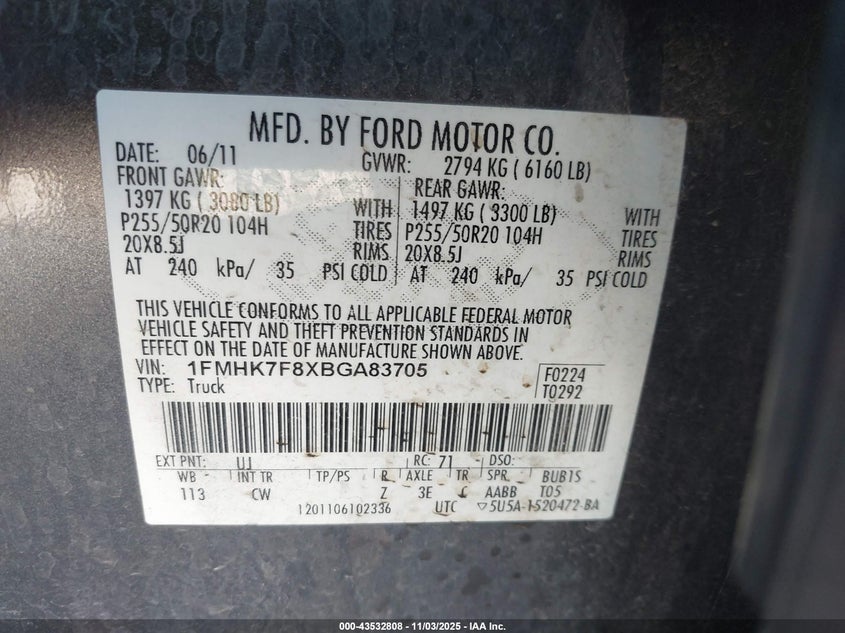 MFD. BY FORD MOTOR CO.
DATE: 06/11 GVWR: 2794 KG ( 6160 LB)
FRONT GAWR: REAR GAWR:
1397 KG ( 3080 LB) WITH 1497 KG ( 3300 LB) WITH
P255/50R20 104H TIRES P255/50R20 104H TIRES
20X8.5J RIMS 20X8.5J RIMS
AT 240 kPa/ 35 PSI COLD AT 240 kPa/ 35 PSI COLD
THIS VEHICLE CONFORMS TO ALL APPLICABLE FEDERAL MOTOR
VEHICLE SAFETY AND THEFT PREVENTION STANDARDS IN
EFFECT ON THE DATE OF MANUFACTURE SHOWN ABOVE.
VIN: 1FMHK7F8XBGA83705 F0224
TYPE: Truck T0292
EXT PNT: UJ RC: 71 DSO:
WB INT TR TP/PS R AXLE TR SPR BUB1S
113 CW Z 3E C AABB T05
1201106102336 UTC ▽5U5A-1520472-BA
000-43532808 - 11/03/2025 - IAA Inc.